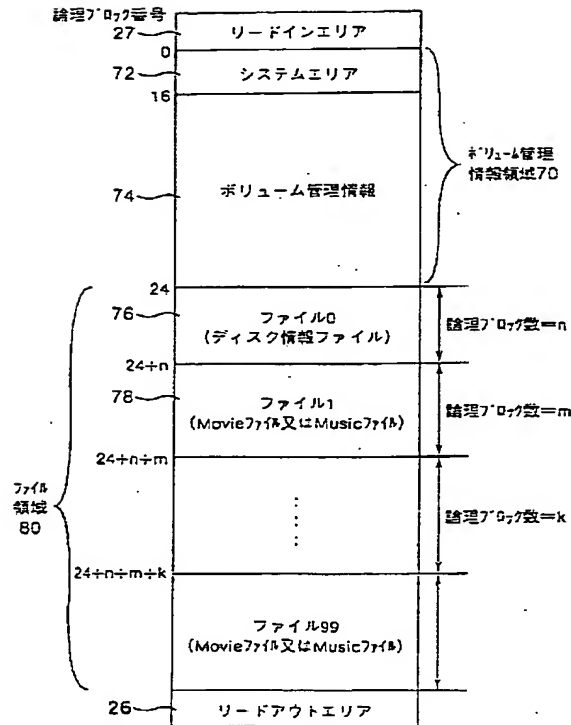 論理ブロック番号
27
リードインエリア
0
72
システムエリア
16
ボリューム管理
情報領域70
74
ボリューム管理情報
24
76
ファイル0
(ディスク情報ファイル)
論理ブロック数=n
24+n
78
ファイル1
(Movieファイル又はMusicファイル)
論理ブロック数=m
24+n+m
ファイル
領域
80
論理ブロック数=k
24+n+m+k
ファイル99
(Movieファイル又はMusicファイル)
26
リードアウトエリア